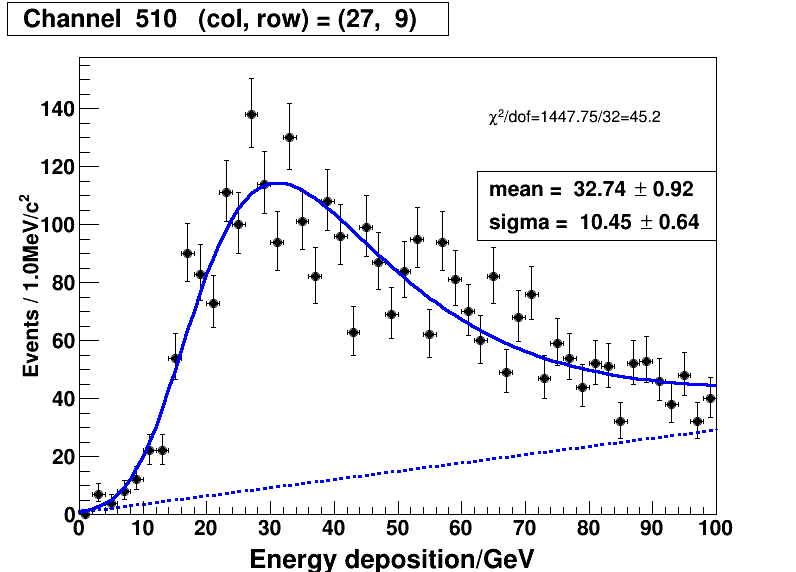 Channel 510 (col, row) = (27, 9)
χ²/dof=1447.75/32=45.2
mean = 32.74 ± 0.92
sigma = 10.45 ± 0.64
Events / 1.0MeV/c²
140
120
100
80
60
40
20
0
0 10 20 30 40 50 60 70 80 90 100
Energy deposition/GeV